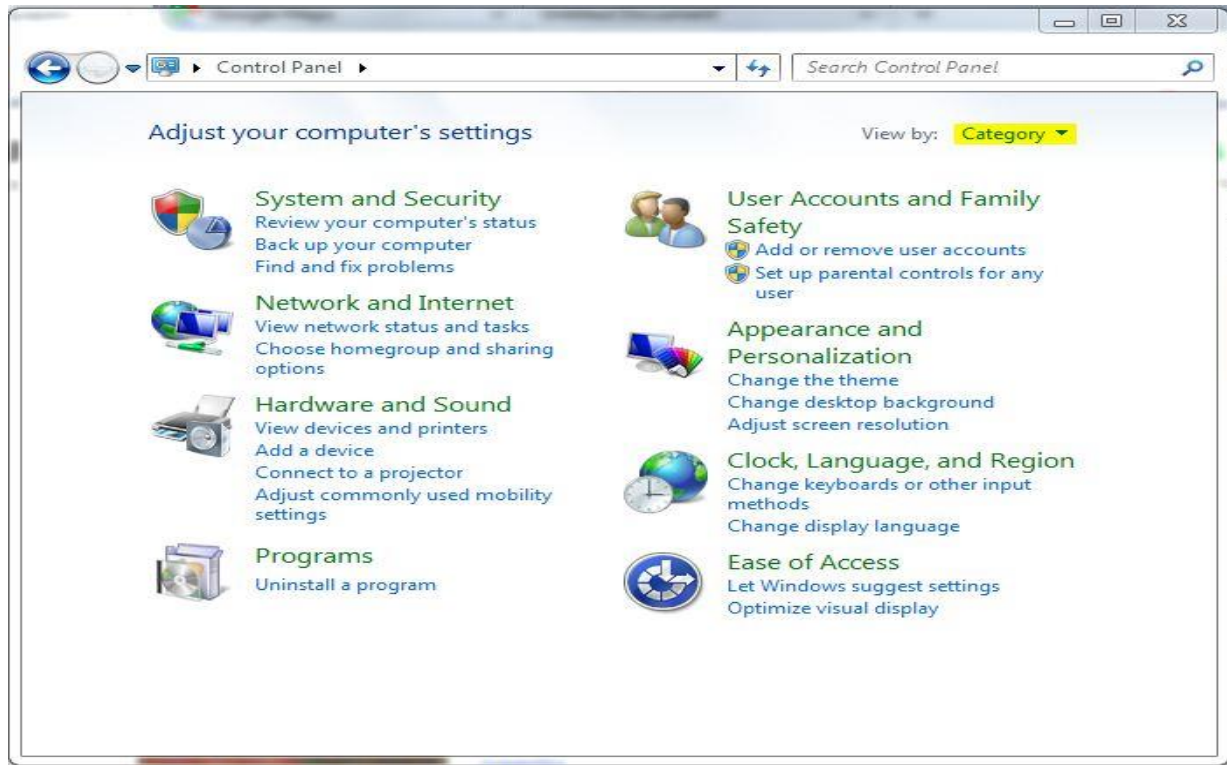 Control Panel
Search Control Panel
Adjust your computer's settings
View by: Category
System and Security
Review your computer's status
Back up your computer
Find and fix problems
Network and Internet
View network status and tasks
Choose homegroup and sharing
options
Hardware and Sound
View devices and printers
Add a device
Connect to a projector
Adjust commonly used mobility
settings
Programs
Uninstall a program
User Accounts and Family
Safety
Add or remove user accounts
Set up parental controls for any
user
Appearance and
Personalization
Change the theme
Change desktop background
Adjust screen resolution
Clock, Language, and Region
Change keyboards or other input
methods
Change display language
Ease of Access
Let Windows suggest settings
Optimize visual display